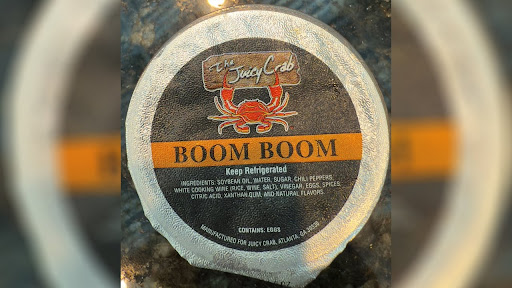 The
Juicy Crab
BOOM BOOM
Keep Refrigerated
INGREDIENTS: SOYBEAN OIL, WATER, SUGAR, CHILI PEPPERS,
WHITE COOKING WINE (RICE, WINE, SALT), VINEGAR, EGGS, SPICES,
CITRIC ACID, XANTHAN GUM, AND NATURAL FLAVORS.
CONTAINS: EGGS
MANUFACTURED FOR JUICY CRAB, ATLANTA, GA